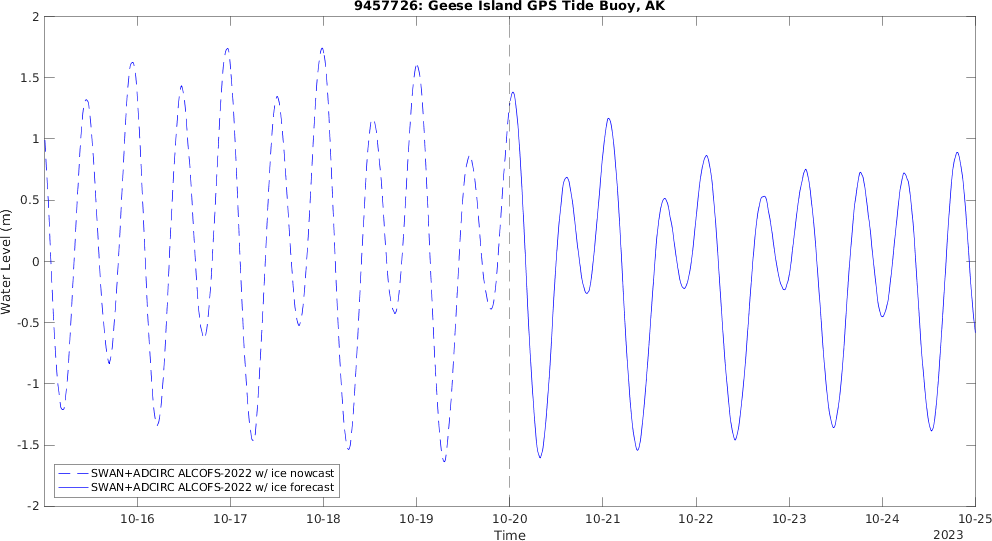 9457726: Geese Island GPS Tide Buoy, AK
2
1.5
1
0.5
0
-0.5
-1
-1.5
-2
Water Level (m)
SWAN+ADCIRC ALCOFS-2022 w/ ice nowcast
SWAN+ADCIRC ALCOFS-2022 w/ ice forecast
10-16 10-17 10-18 10-19 10-20 10-21 10-22 10-23 10-24 10-25
Time
2023